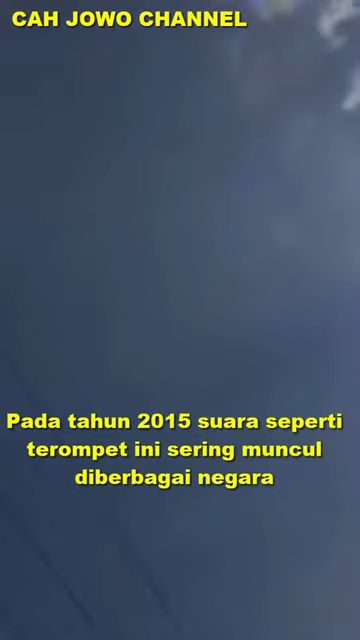 CAH JOWO CHANNEL
Pada tahun 2015 suara seperti
terompet ini sering muncul
diberbagai negara